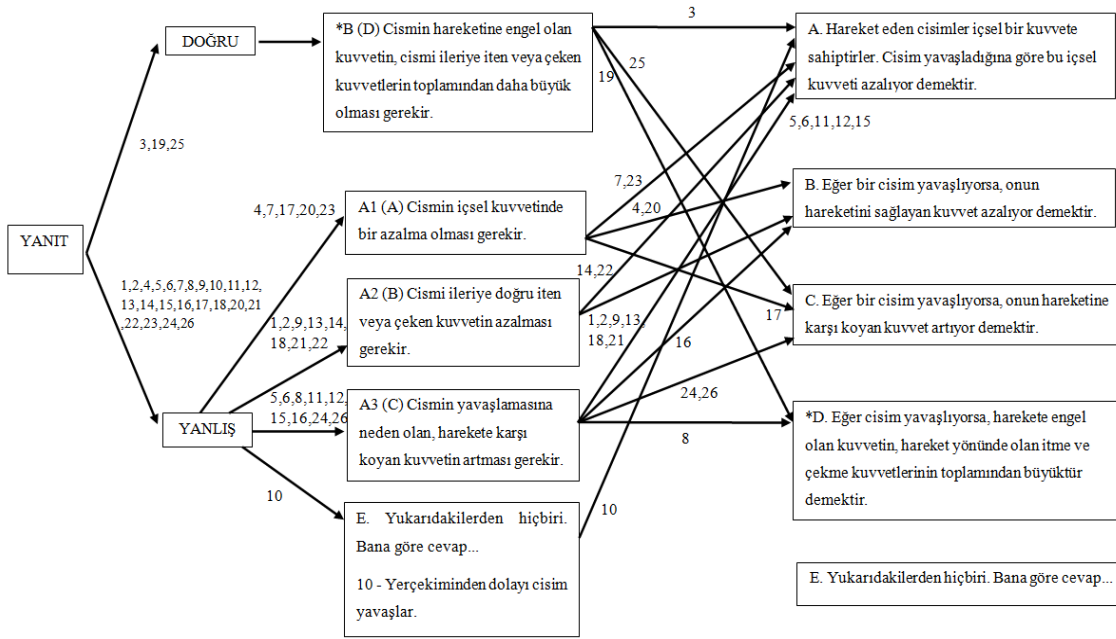 YANIT
DOĞRU
3,19,25
1,2,4,5,6,7,8,9,10,11,12,
13,14,15,16,17,18,20,21
,22,23,24,26
YANLIŞ
*B (D) Cismin hareketine engel olan
kuvvetin, cismi ileriye iten veya çeken
kuvvetlerin toplamından daha büyük
olması gerekir.
4,7,17,20,23
A1 (A) Cismin içsel kuvvetinde
bir azalma olması gerekir.
1,2,9,13,14,
18,21,22
A2 (B) Cismi ileriye doğru iten
veya çeken kuvvetin azalması
gerekir.
5,6,8,11,12,
15,16,24,26
A3 (C) Cismin yavaşlamasına
neden olan, harekete karşı
koyan kuvvetin artması gerekir.
10
E. Yukarıdakilerden hiçbiri.
Bana göre cevap...
10 - Yerçekiminden dolayı cisim
yavaşlar.
3
25
19
5,6,11,12,15
7,23
4,20
14,22
17
1,2,9,13,
18,21
16
24,26
8
10
A. Hareket eden cisimler içsel bir kuvvete
sahiptirler. Cisim yavaşladığına göre bu içsel
kuvveti azalıyor demektir.
B. Eğer bir cisim yavaşlıyorsa, onun
hareketini sağlayan kuvvet azalıyor demektir.
C. Eğer bir cisim yavaşlıyorsa, onun hareketine
karşı koyan kuvvet artıyor demektir.
*D. Eğer cisim yavaşlıyorsa, harekete engel
olan kuvvetin, hareket yönünde olan itme ve
çekme kuvvetlerinin toplamından büyüktür
demektir.
E. Yukarıdakilerden hiçbiri. Bana göre cevap...